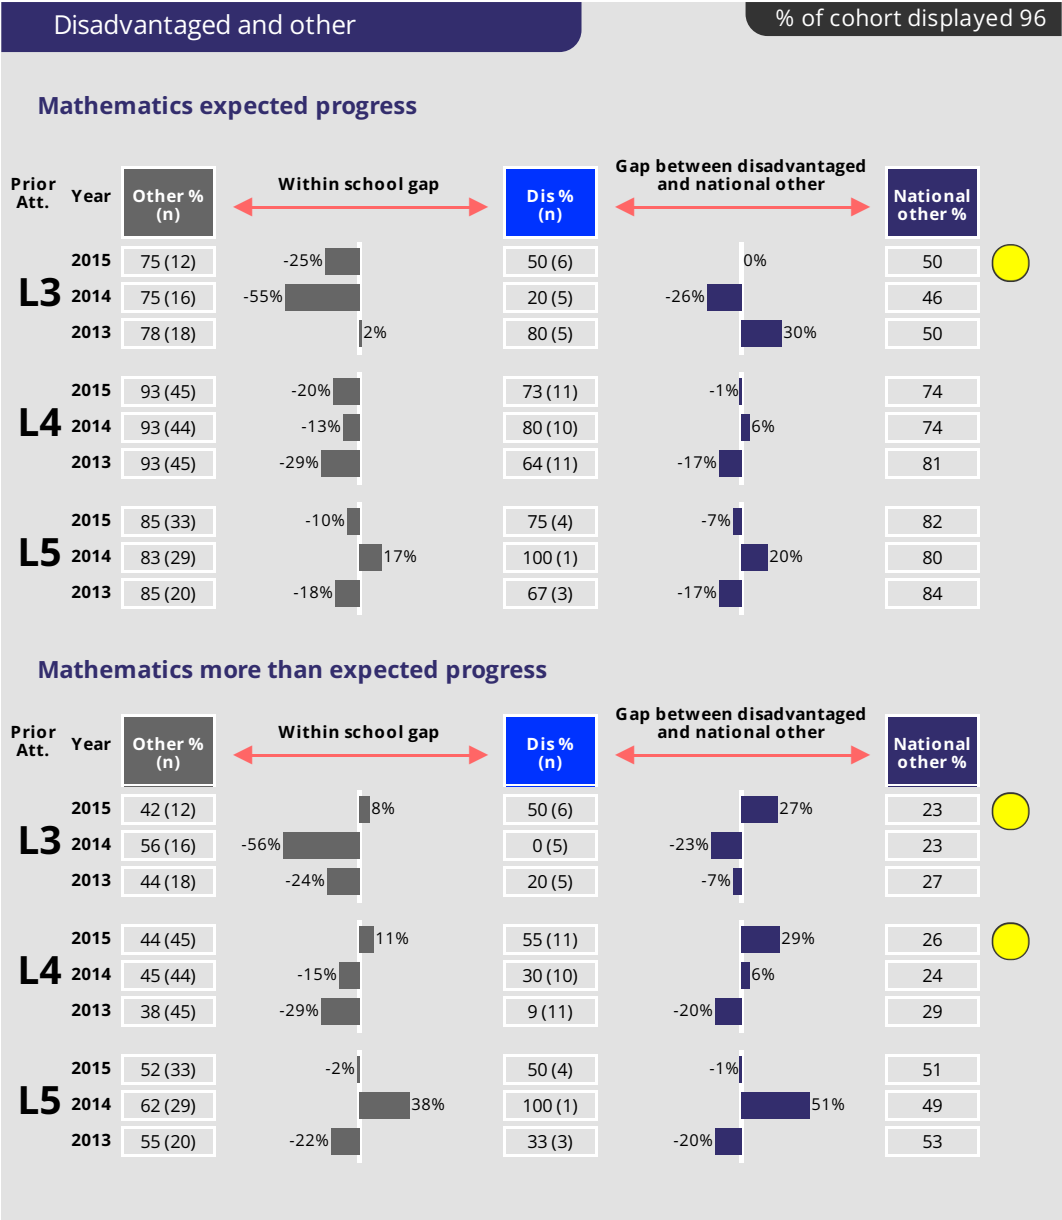 Disadvantaged and other
% of cohort displayed 96
Mathematics expected progress
Prior Att. Year Other % (n) Within school gap Dis % (n) Gap between disadvantaged and national other National other %
2015 75 (12) -25% 50 (6) 0% 50
L3 2014 75 (16) -55% 20 (5) -26% 46
2013 78 (18) 2% 80 (5) 30% 50
2015 93 (45) -20% 73 (11) -1% 74
L4 2014 93 (44) -13% 80 (10) 6% 74
2013 93 (45) -29% 64 (11) -17% 81
2015 85 (33) -10% 75 (4) -7% 82
L5 2014 83 (29) 17% 100 (1) 20% 80
2013 85 (20) -18% 67 (3) -17% 84
Mathematics more than expected progress
Prior Att. Year Other % (n) Within school gap Dis % (n) Gap between disadvantaged and national other National other %
2015 42 (12) 8% 50 (6) 27% 23
L3 2014 56 (16) -56% 0 (5) -23% 23
2013 44 (18) -24% 20 (5) -7% 27
2015 44 (45) 11% 55 (11) 29% 26
L4 2014 45 (44) -15% 30 (10) 6% 24
2013 38 (45) -29% 9 (11) -20% 29
2015 52 (33) -2% 50 (4) -1% 51
L5 2014 62 (29) 38% 100 (1) 51% 49
2013 55 (20) -22% 33 (3) -20% 53